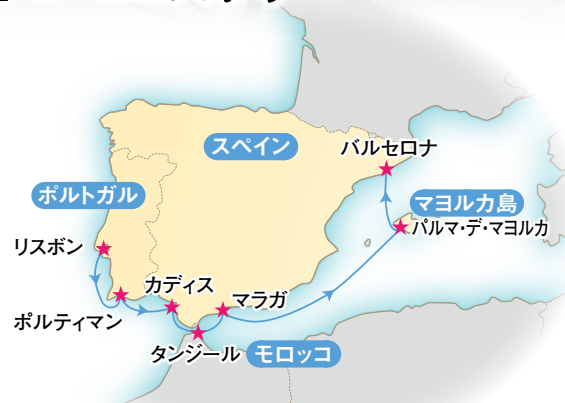 スペイン
バルセロナ
ポルトガル
マヨルカ島
パルマ・デ・マヨルカ
リスボン
カディス
マラガ
ポルティマン
タンジール
モロッコ